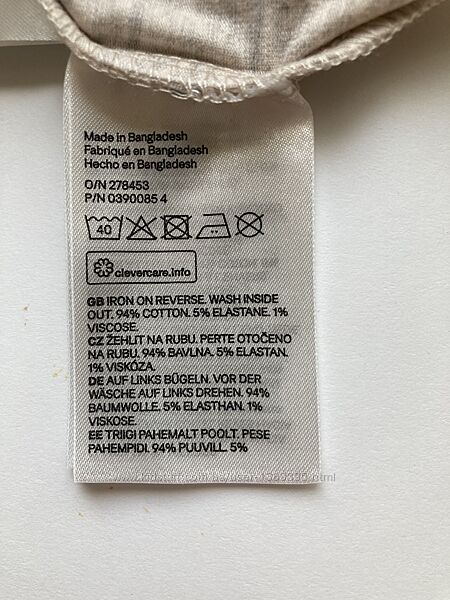 Made in Bangladesh
Fabriqué en Bangladesh
Hecho en Bangladesh
O/N 278453
P/N 0390085 4
40
clevercare.info
GB IRON ON REVERSE. WASH INSIDE
OUT. 94% COTTON. 5% ELASTANE. 1%
VISCOSE.
CZ ŽEHLIT NA RUBU. PERTE OTOČENO
NA RUBU. 94% BAVLNA. 5% ELASTAN.
1% VISKÓZA.
DE AUF LINKS BÜGELN. VOR DER
WÄSCHE AUF LINKS DREHEN. 94%
BAUMWOLLE. 5% ELASTHAN. 1%
VISKOSE.
EE TRIIGI PAHEMALT POOLT. PESE
PAHEMPIDI. 94% PUUVILL. 5%